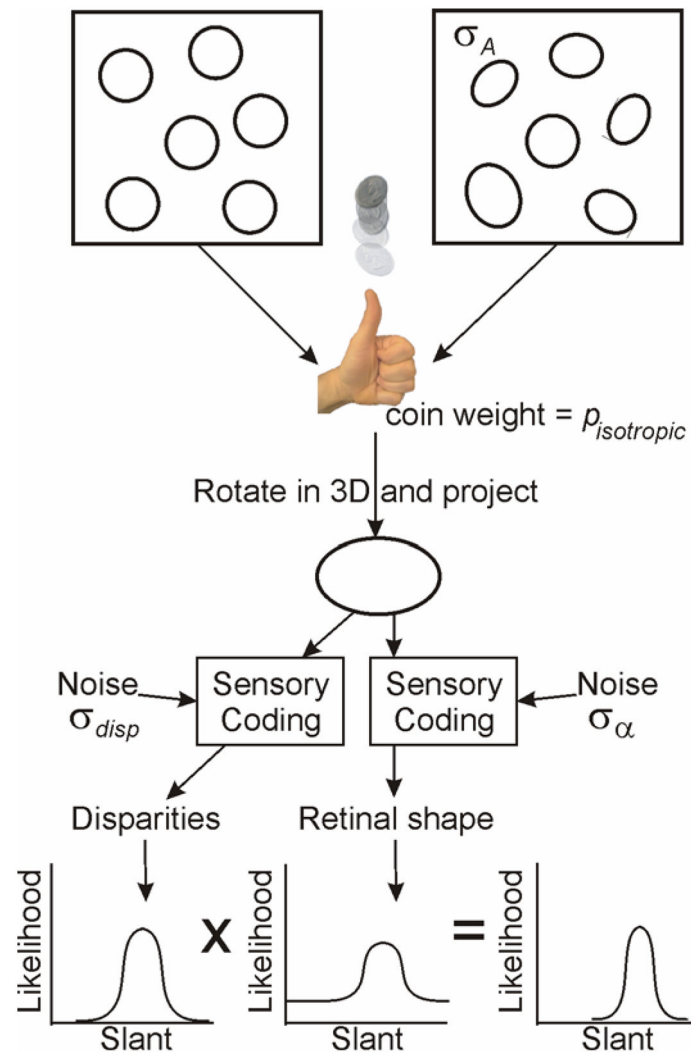 σA
coin weight = pisotropic
Rotate in 3D and project
Noise
σdisp
Sensory
Coding
Sensory
Coding
Noise
σα
Disparities
Retinal shape
Likelihood
Slant
X
Likelihood
Slant
=
Likelihood
Slant